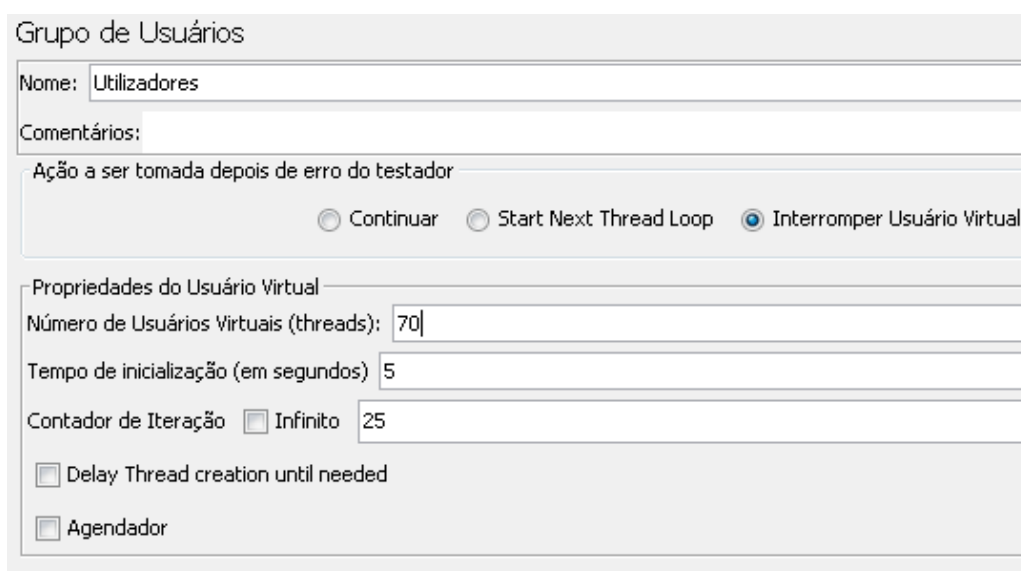 Grupo de Usuários
Nome: Utilizadores
Comentários:
Ação a ser tomada depois de erro do testador
Continuar Start Next Thread Loop Interromper Usuário Virtual
Propriedades do Usuário Virtual
Número de Usuários Virtuais (threads): 70
Tempo de inicialização (em segundos) 5
Contador de Iteração Infinito 25
Delay Thread creation until needed
Agendador